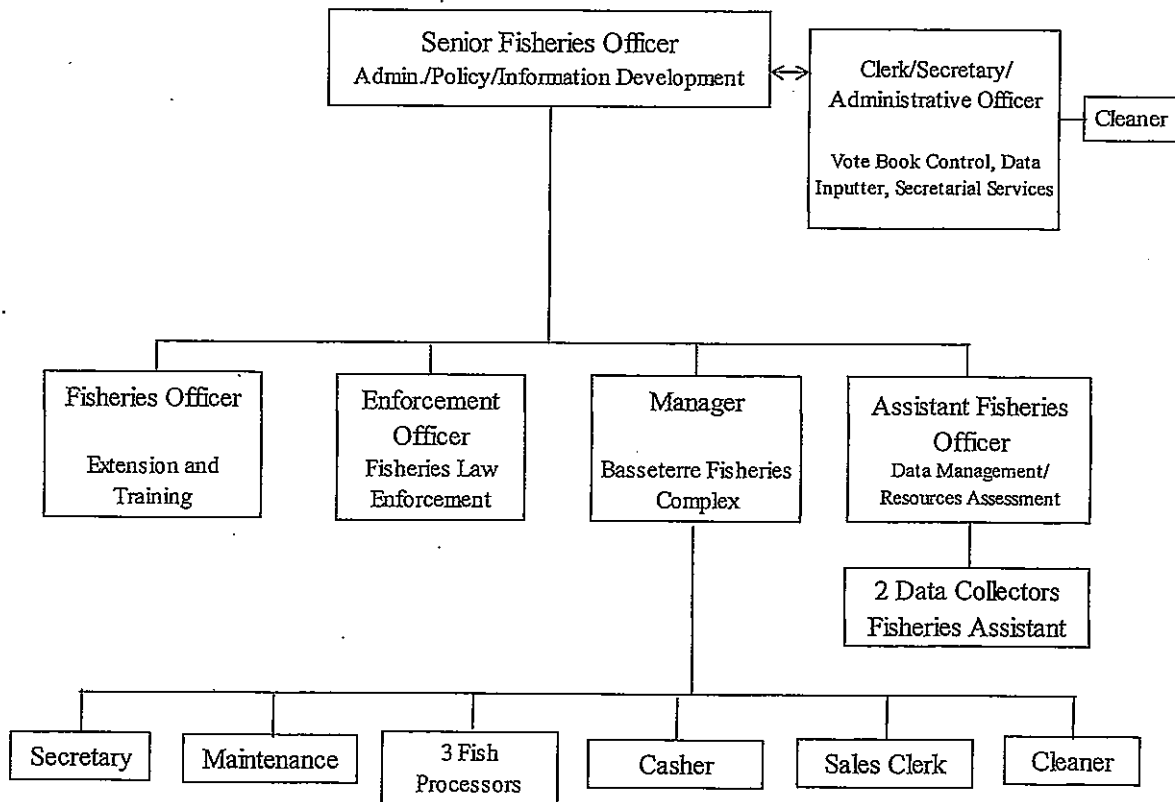 Senior Fisheries Officer
Admin./Policy/Information Development
Clerk/Secretary/
Administrative Officer
Vote Book Control, Data
Inputter, Secretarial Services
Cleaner
Fisheries Officer
Extension and
Training
Enforcement
Officer
Fisheries Law
Enforcement
Manager
Basseterre Fisheries
Complex
Assistant Fisheries
Officer
Data Management/
Resources Assessment
2 Data Collectors
Fisheries Assistant
Secretary
Maintenance
3 Fish
Processors
Casher
Sales Clerk
Cleaner